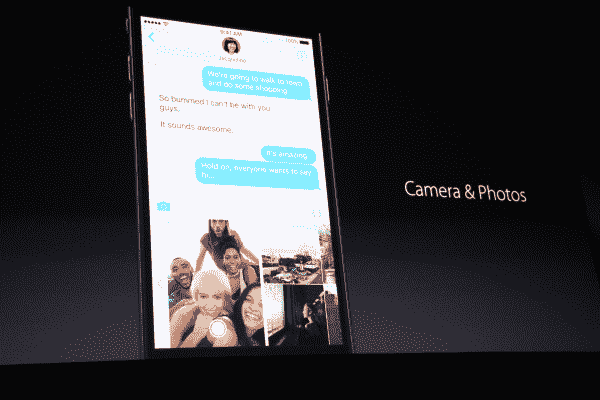 9:41 AM
100%
We're going to walk to town
and do some shopping.
So bummed I can't be with you
guys.
It sounds awesome.
It's amazing.
Hold on, everyone wants to say
hi...
Camera & Photos